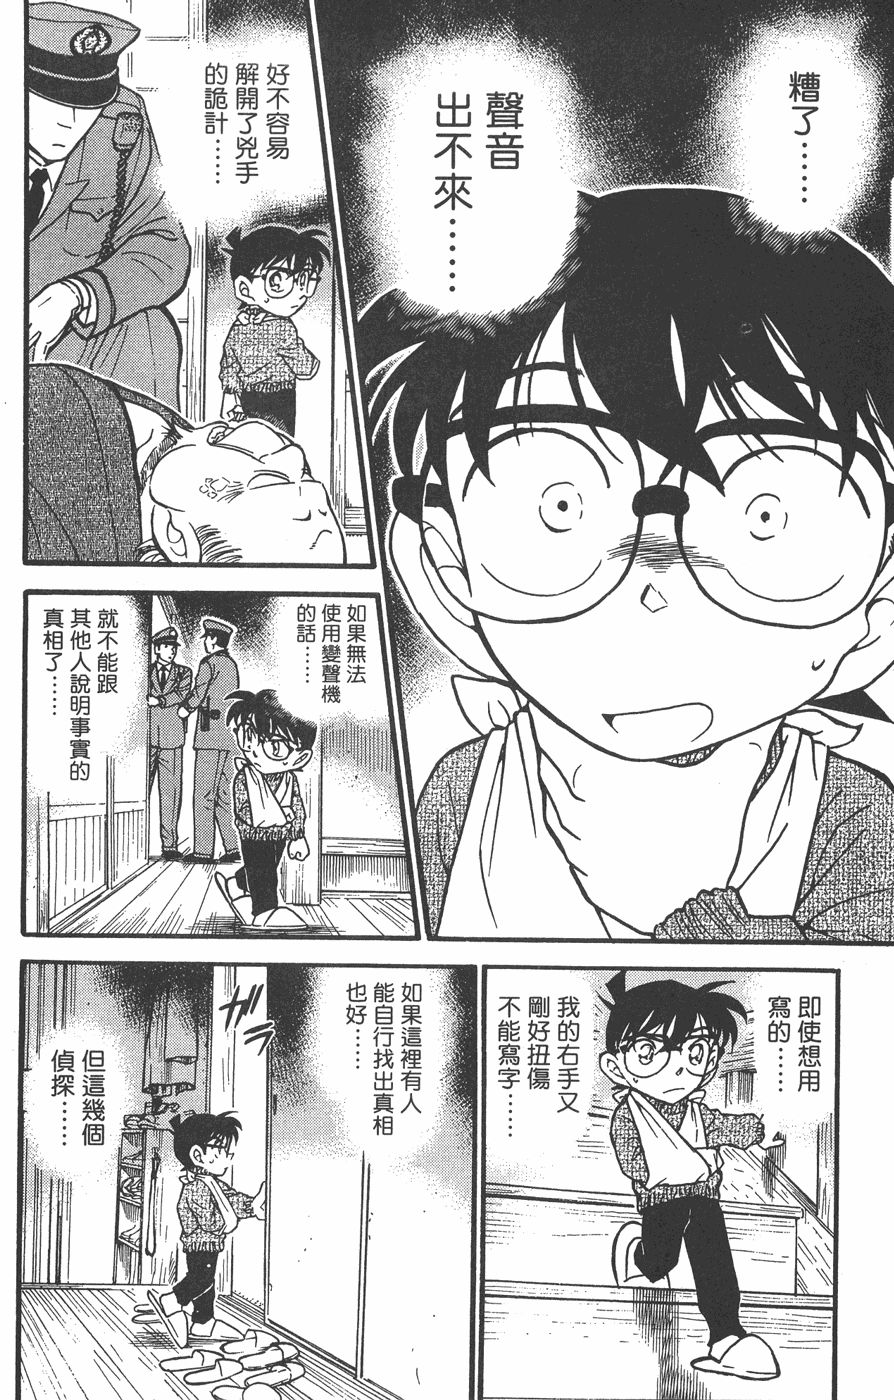 糟了……
聲音
出不來……
好不容易
解開了兇手
的詭計……
如果無法
使用變聲機
的話……
就不能跟
其他人說明事實的
真相了……
即使想用
寫的……
我的右手又
剛好扭傷
不能寫字……
如果這裡有人
能自行找出真相
也好……
但這幾個
偵探……
ガラ